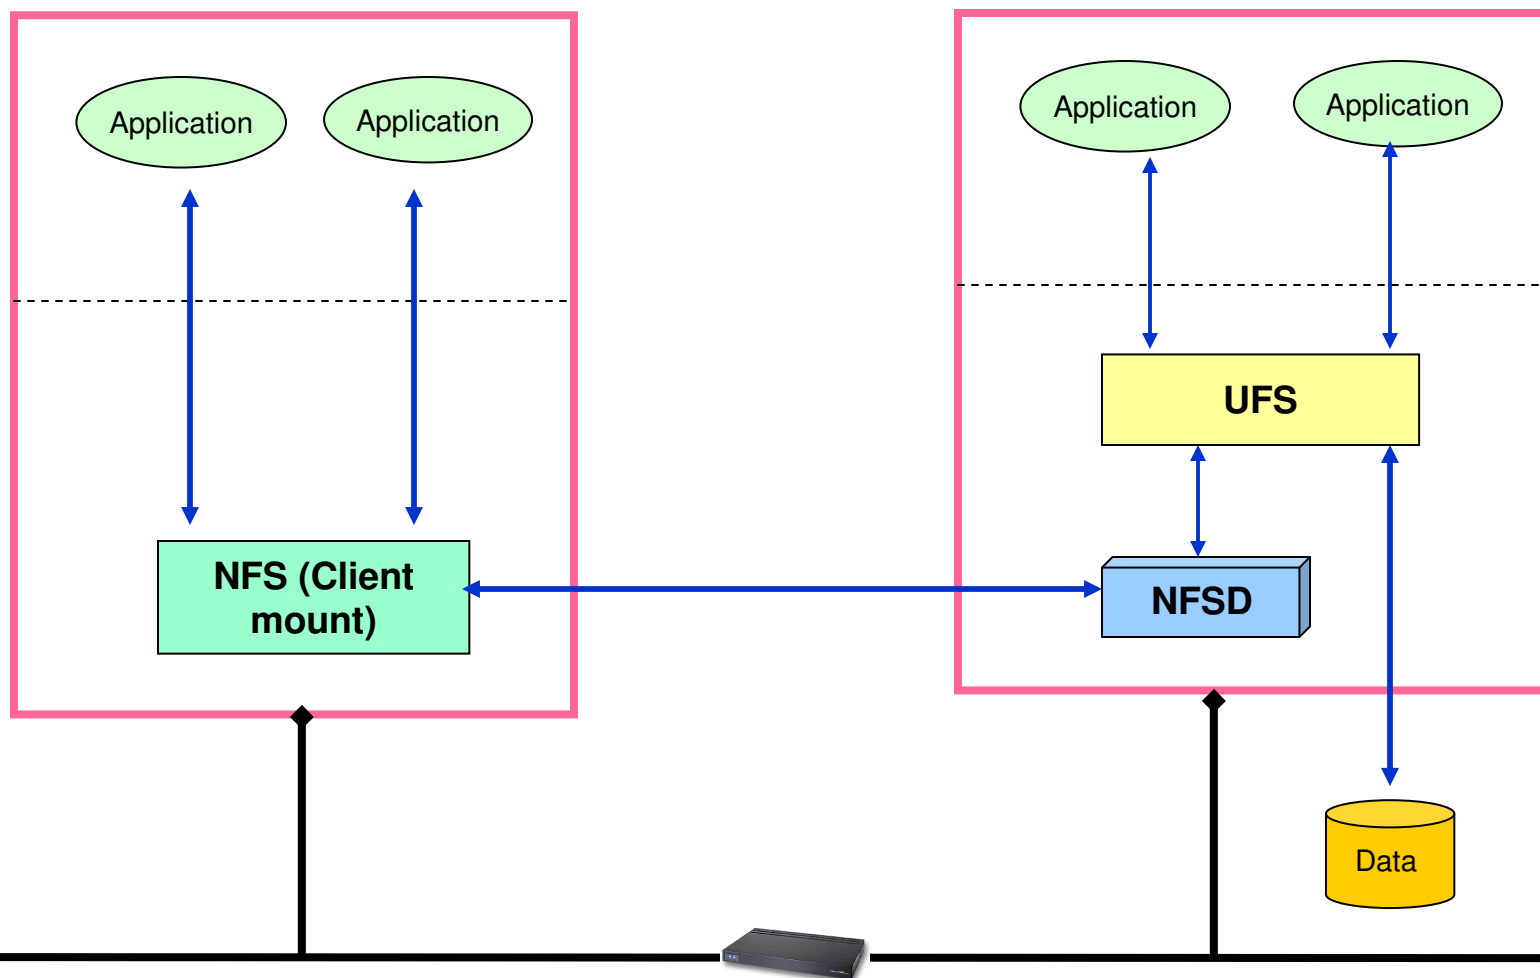 Application
Application
Application
Application
UFS
NFS (Client
mount)
NFSD
Data